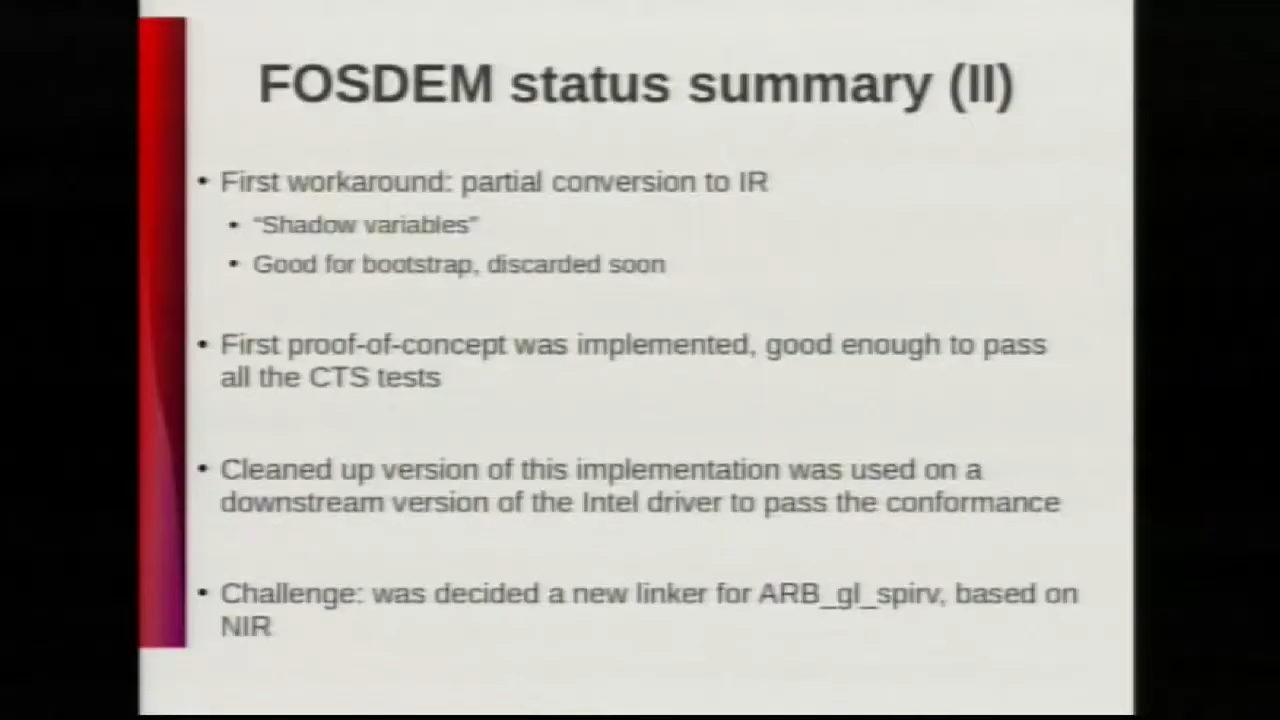 FOSDEM status summary (II)
• First workaround: partial conversion to IR
• “Shadow variables”
• Good for bootstrap, discarded soon
• First proof-of-concept was implemented, good enough to pass
all the CTS tests
• Cleaned up version of this implementation was used on a
downstream version of the Intel driver to pass the conformance
• Challenge: was decided a new linker for ARB_gl_spirv, based on
NIR